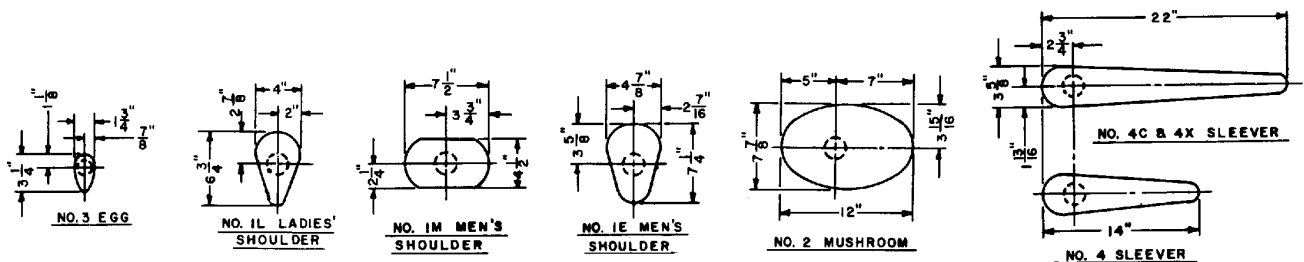 1 1/8"
1 3/4"
7/8"
3 1/4"
NO. 3 EGG
4"
2 7/8"
2"
6 3/4"
NO. 1L LADIES'
SHOULDER
7 1/2"
3 3/4"
2 1/4"
4 1/2"
NO. 1M MEN'S
SHOULDER
4 7/8"
2 7/16"
3 5/8"
7 1/4"
NO. 1E MEN'S
SHOULDER
5"
7"
7 7/8"
3 15/16"
12"
NO. 2 MUSHROOM
22"
2 3/4"
3 5/8"
1 13/16"
NO. 4C & 4X SLEEVER
14"
NO. 4 SLEEVER